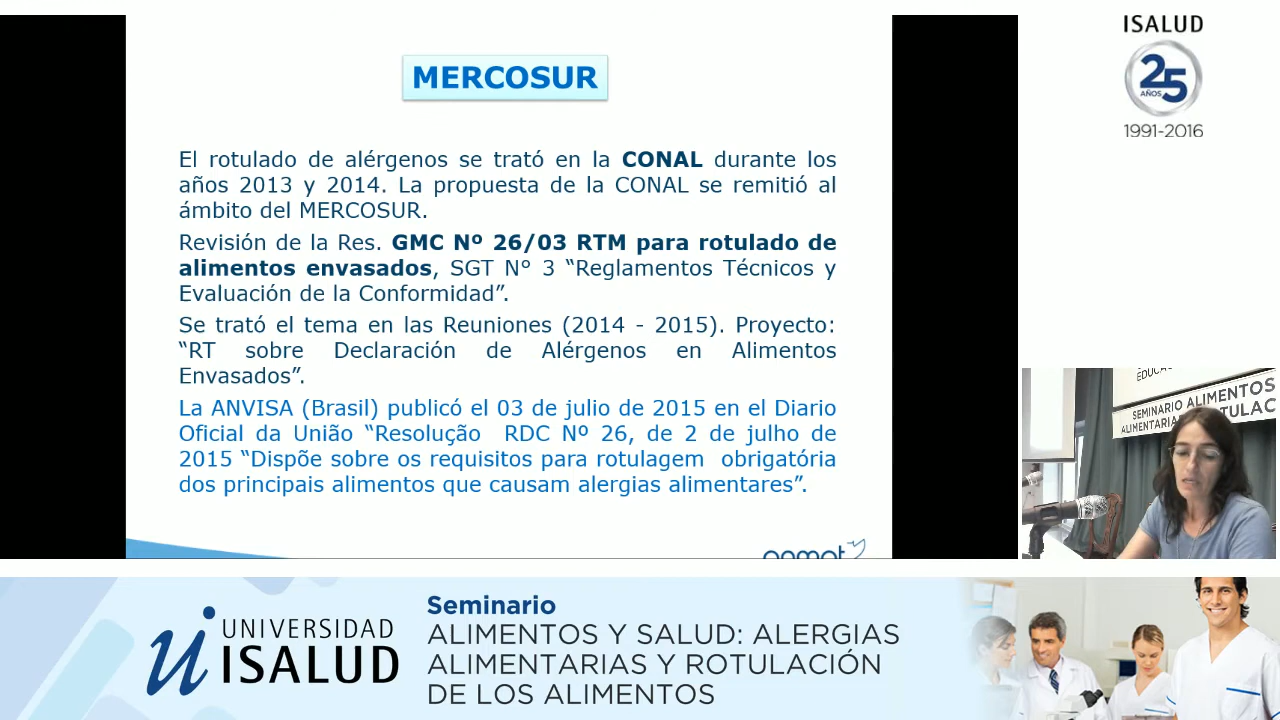 MERCOSUR
El rotulado de alérgenos se trató en la CONAL durante los
años 2013 y 2014. La propuesta de la CONAL se remitió al
ámbito del MERCOSUR.
Revisión de la Res. GMC Nº 26/03 RTM para rotulado de
alimentos envasados, SGT N° 3 “Reglamentos Técnicos y
Evaluación de la Conformidad”.
Se trató el tema en las Reuniones (2014 - 2015). Proyecto:
“RT sobre Declaración de Alérgenos en Alimentos
Envasados”.
La ANVISA (Brasil) publicó el 03 de julio de 2015 en el Diario
Oficial da União “Resolução RDC Nº 26, de 2 de julho de
2015 “Dispõe sobre os requisitos para rotulagem obrigatória
dos principais alimentos que causam alergias alimentares”.
anmat
ISALUD
25
AÑOS
1991-2016
SEMINARIO ALIMENTOS
UNIVERSIDAD
ISALUD
Seminario
ALIMENTOS Y SALUD: ALERGIAS
ALIMENTARIAS Y ROTULACIÓN
DE LOS ALIMENTOS